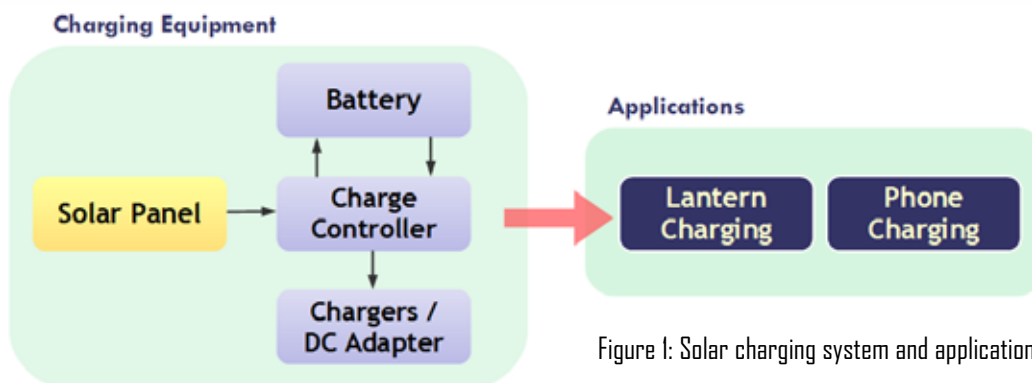 Charging Equipment
Battery
Solar Panel
Charge
Controller
Chargers /
DC Adapter
Applications
Lantern
Charging
Phone
Charging
Figure 1: Solar charging system and application